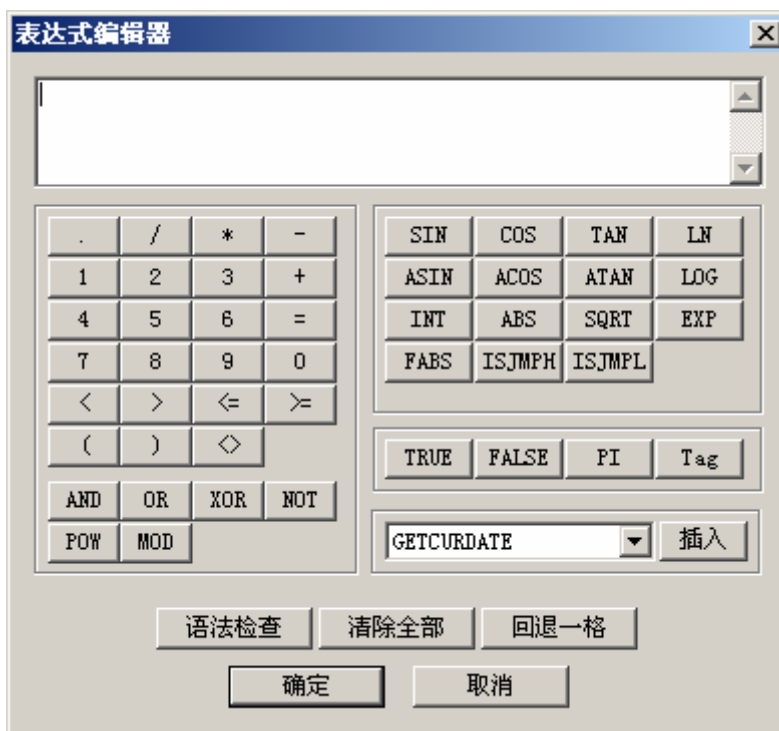 表达式编辑器
. / * -
1 2 3 +
4 5 6 =
7 8 9 0
< > <= >=
( ) <>
AND OR XOR NOT
POW MOD
SIN COS TAN LN
ASIN ACOS ATAN LOG
INT ABS SQRT EXP
FABS ISJMPH ISJMPL
TRUE FALSE PI Tag
GETCURDATE 插入
语法检查 清除全部 回退一格
确定 取消